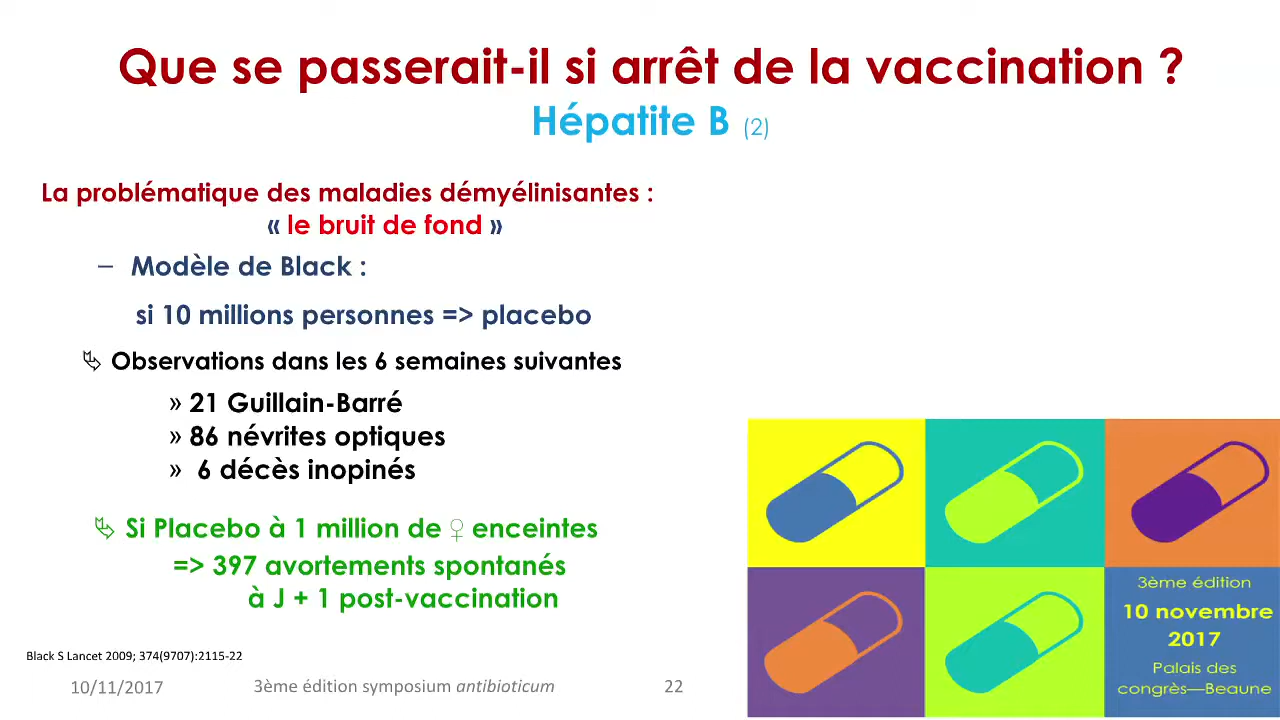 Que se passerait-il si arrêt de la vaccination ?
Hépatite B (2)
La problématique des maladies démyélinisantes :
« le bruit de fond »
– Modèle de Black :
si 10 millions personnes => placebo
Observations dans les 6 semaines suivantes
» 21 Guillain-Barré
» 86 névrites optiques
» 6 décès inopinés
Si Placebo à 1 million de ♀ enceintes
=> 397 avortements spontanés
à J + 1 post-vaccination
Black S Lancet 2009; 374(9707):2115-22
10/11/2017
3ème édition symposium antibioticum
22
3ème édition
10 novembre
2017
Palais des
congrès—Beaune